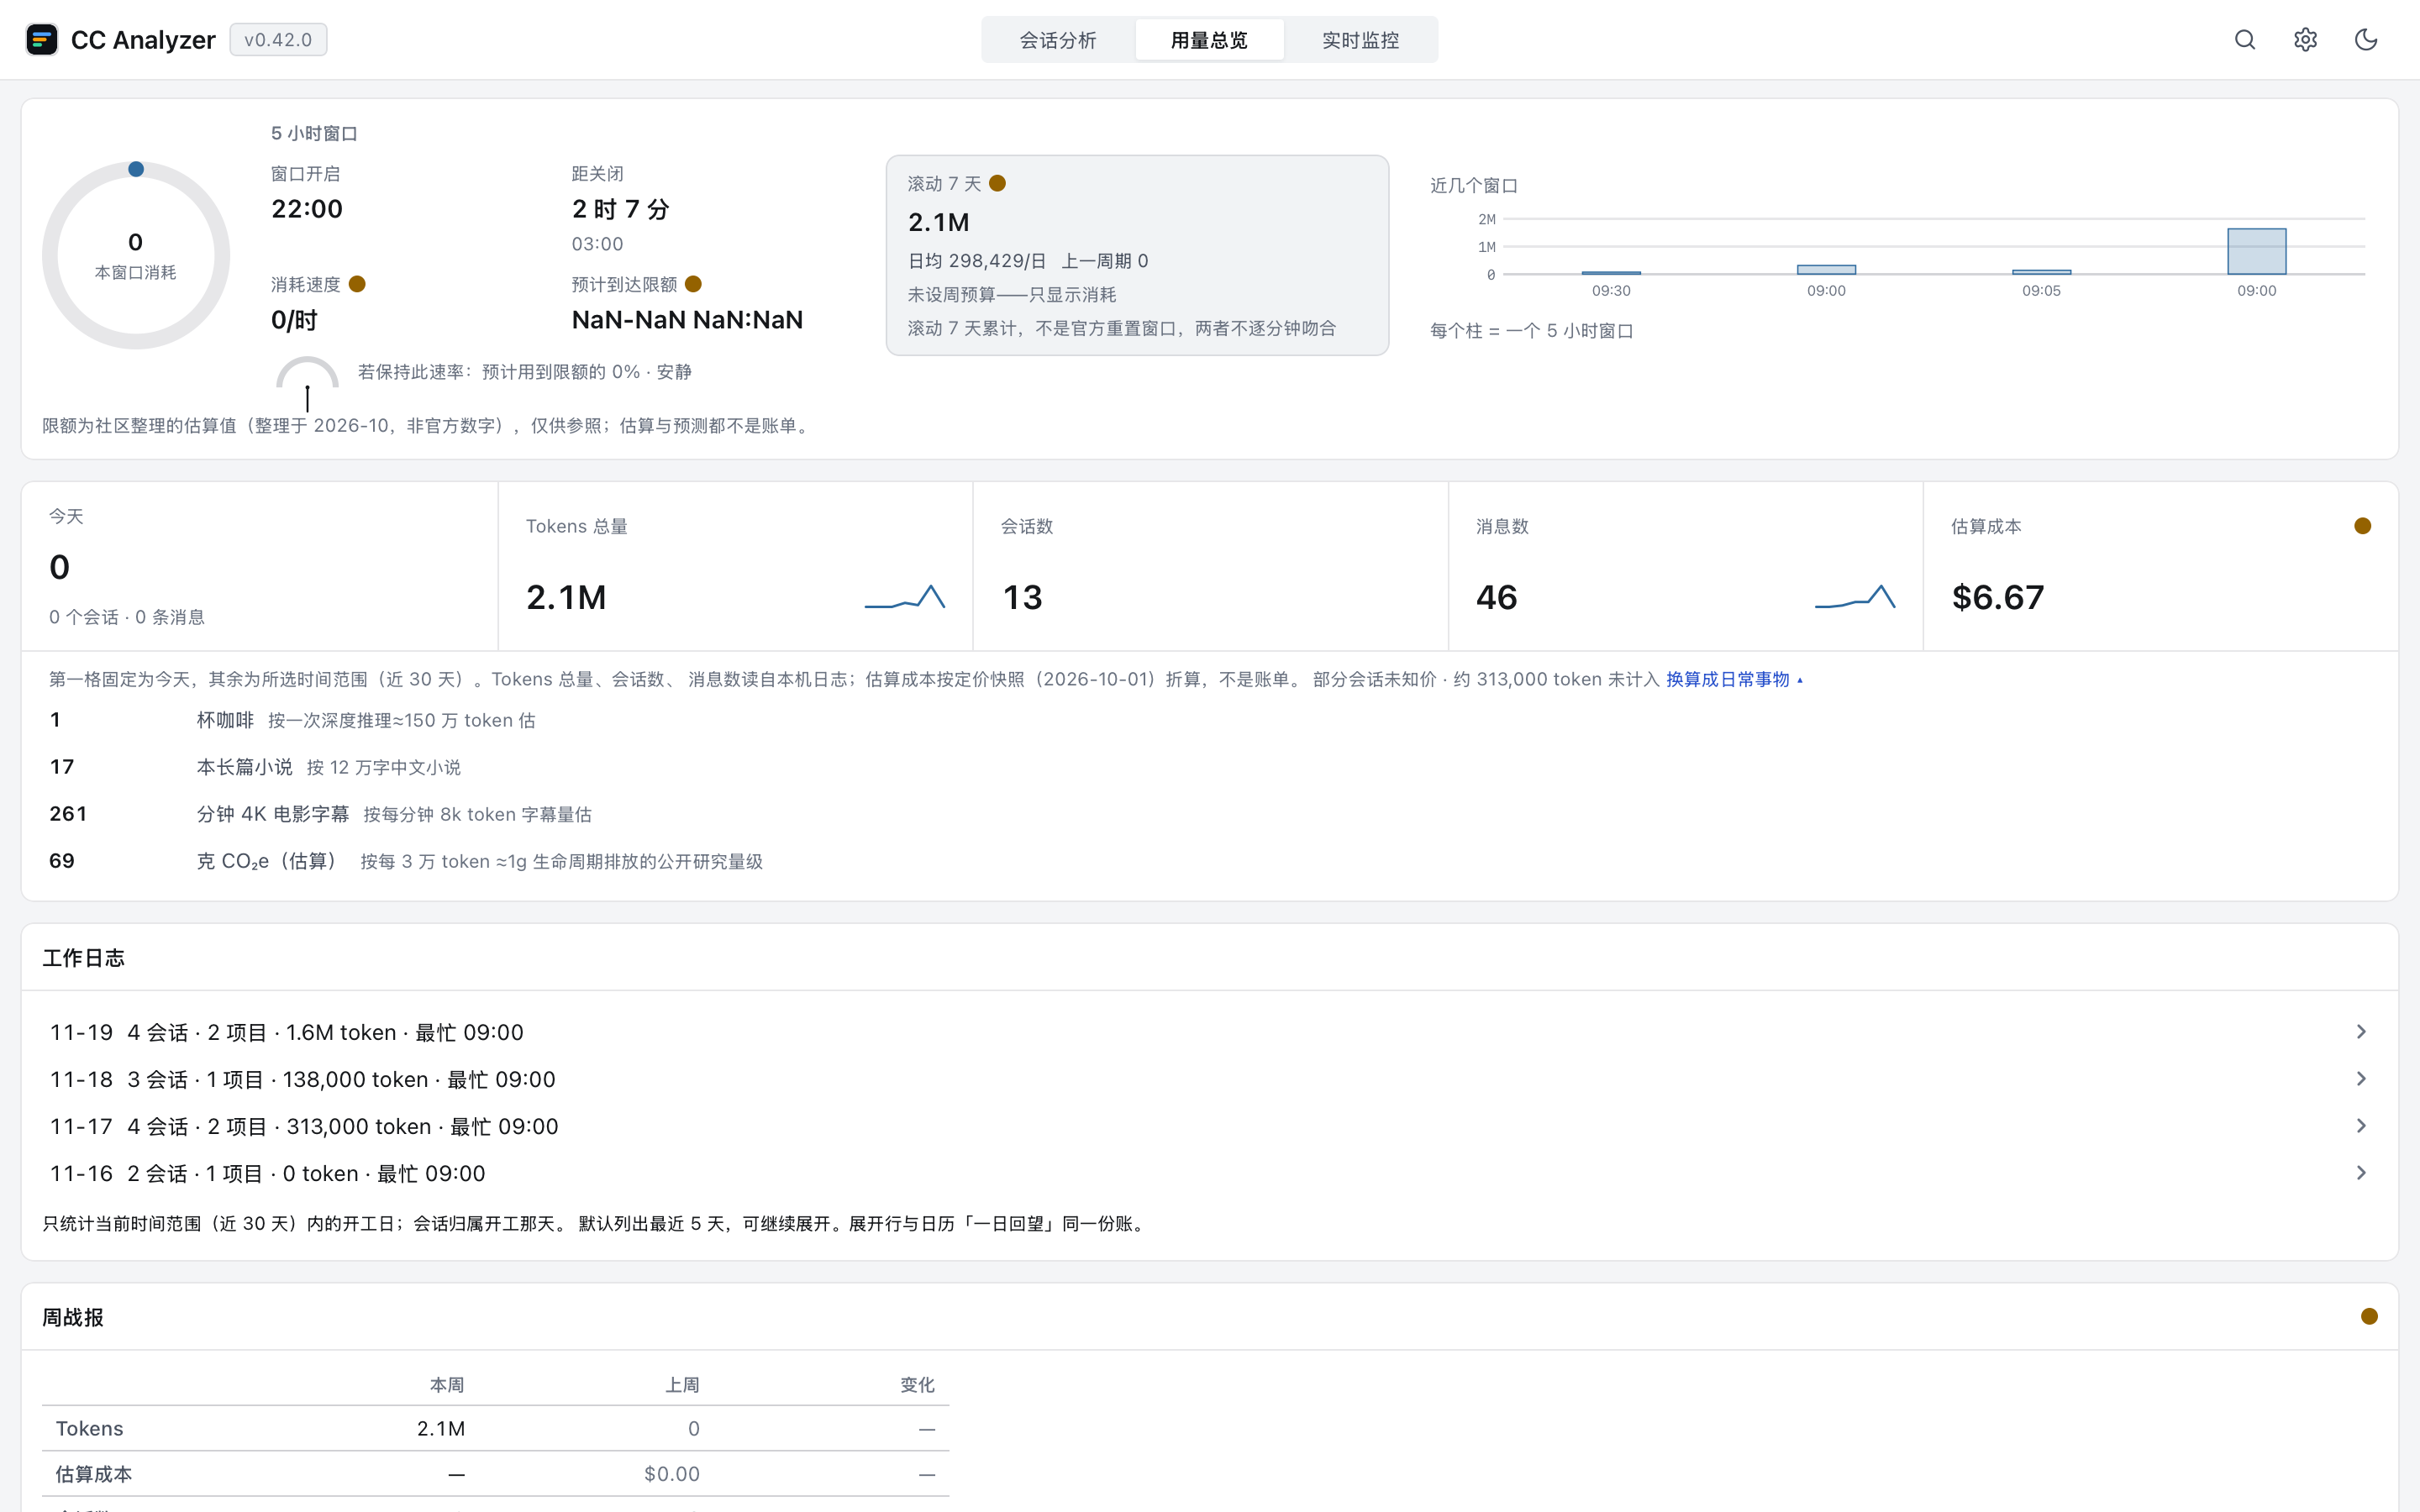 CC Analyzer v0.42.0
会话分析 用量总览 实时监控
5 小时窗口
窗口开启
22:00
距关闭
2 时 7 分
03:00
0
本窗口消耗
消耗速度
0/时
预计到达限额
NaN-NaN NaN:NaN
若保持此速率：预计用到限额的 0% · 安静
滚动 7 天
2.1M
日均 298,429/日 上一周期 0
未设周预算——只显示消耗
滚动 7 天累计，不是官方重置窗口，两者不逐分钟吻合
近几个窗口
2M
1M
0
09:30 09:00 09:05 09:00
每个柱 = 一个 5 小时窗口
限额为社区整理的估算值（整理于 2026-10，非官方数字），仅供参照；估算与预测都不是账单。
今天
0
0 个会话 · 0 条消息
Tokens 总量
2.1M
会话数
13
消息数
46
估算成本
$6.67
第一格固定为今天，其余为所选时间范围（近 30 天）。Tokens 总量、会话数、 消息数读自本机日志；估算成本按定价快照（2026-10-01）折算，不是账单。 部分会话未知价 · 约 313,000 token 未计入 换算成日常事物 ▴
1 杯咖啡 按一次深度推理≈150 万 token 估
17 本长篇小说 按 12 万字中文小说
261 分钟 4K 电影字幕 按每分钟 8k token 字幕量估
69 克 CO₂e（估算） 按每 3 万 token ≈1g 生命周期排放的公开研究量级
工作日志
11-19 4 会话 · 2 项目 · 1.6M token · 最忙 09:00
11-18 3 会话 · 1 项目 · 138,000 token · 最忙 09:00
11-17 4 会话 · 2 项目 · 313,000 token · 最忙 09:00
11-16 2 会话 · 1 项目 · 0 token · 最忙 09:00
只统计当前时间范围（近 30 天）内的开工日；会话归属开工那天。 默认列出最近 5 天，可继续展开。展开行与日历「一日回望」同一份账。
周战报
本周 上周 变化
Tokens 2.1M 0 —
估算成本 — $0.00 —